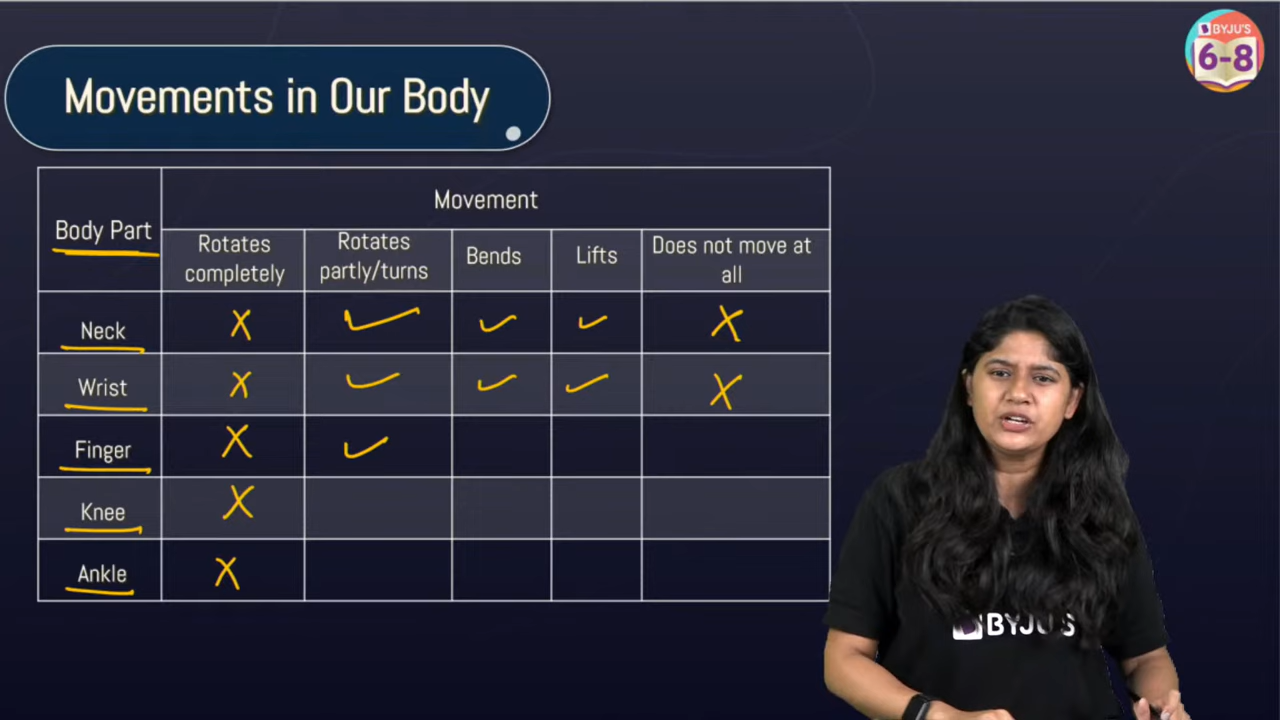 BYJU'S
6-8
Movements in Our Body
Body Part
Movement
Rotates
completely
Rotates
partly/turns
Bends
Lifts
Does not move at
all
Neck X ✓ ✓ ✓ X
Wrist X ✓ ✓ ✓ X
Finger X ✓
Knee X
Ankle X
BYJU'S